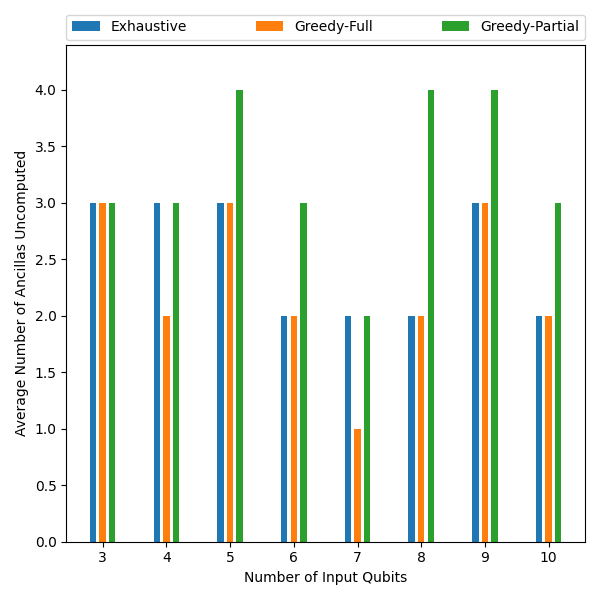 Exhaustive Greedy-Full Greedy-Partial
4.0
3.5
3.0
2.5
2.0
1.5
1.0
0.5
0.0
Average Number of Ancillas Uncomputed
3 4 5 6 7 8 9 10
Number of Input Qubits